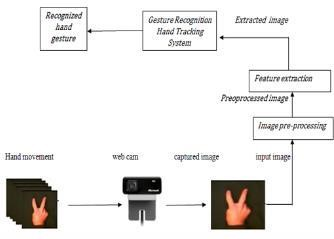 Recognized
hand
gesture
Gesture Recognition
Hand Tracking
System
Extracted image
Feature extraction
Preoprocessed image
Image pre-processing
Hand movement
web cam
captured image
input image